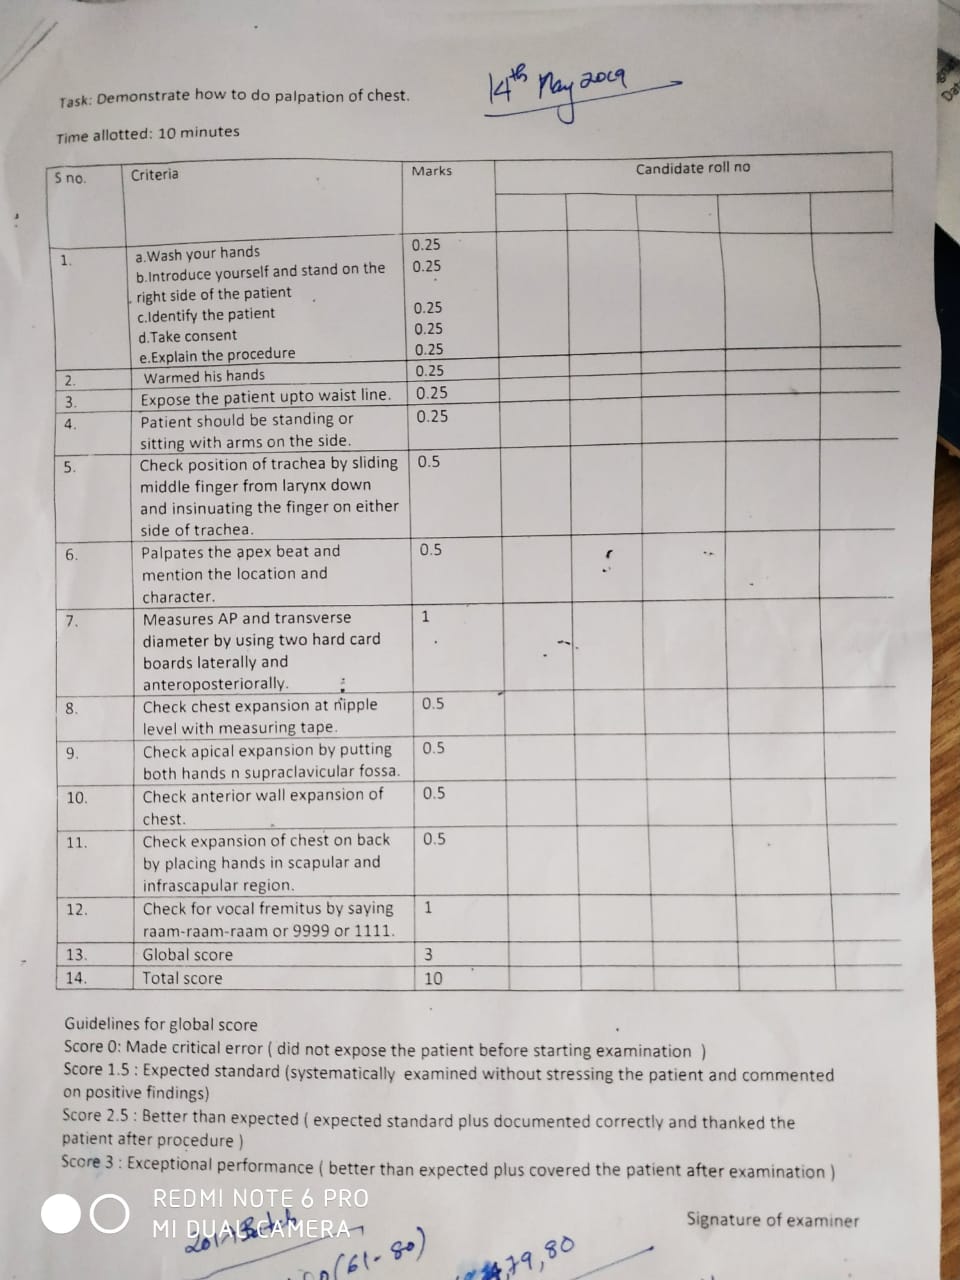 14th May 2019
Task: Demonstrate how to do palpation of chest.
Time allotted: 10 minutes
S no. Criteria Marks Candidate roll no
1. a.Wash your hands 0.25
b.Introduce yourself and stand on the 0.25
right side of the patient
c.Identify the patient 0.25
d.Take consent 0.25
e.Explain the procedure 0.25
2. Warmed his hands 0.25
3. Expose the patient upto waist line. 0.25
4. Patient should be standing or 0.25
sitting with arms on the side.
5. Check position of trachea by sliding 0.5
middle finger from larynx down
and insinuating the finger on either
side of trachea.
6. Palpates the apex beat and 0.5
mention the location and
character.
7. Measures AP and transverse 1
diameter by using two hard card
boards laterally and
anteroposteriorally.
8. Check chest expansion at nipple 0.5
level with measuring tape.
9. Check apical expansion by putting 0.5
both hands n supraclavicular fossa.
10. Check anterior wall expansion of 0.5
chest.
11. Check expansion of chest on back 0.5
by placing hands in scapular and
infrascapular region.
12. Check for vocal fremitus by saying 1
raam-raam-raam or 9999 or 1111.
13. Global score 3
14. Total score 10
Guidelines for global score
Score 0: Made critical error ( did not expose the patient before starting examination )
Score 1.5 : Expected standard (systematically examined without stressing the patient and commented
on positive findings)
Score 2.5 : Better than expected ( expected standard plus documented correctly and thanked the
patient after procedure )
Score 3 : Exceptional performance ( better than expected plus covered the patient after examination )
REDMI NOTE 6 PRO
MI DUAL CAMERA
Signature of examiner
2017 Batch
(61-80)
79,80